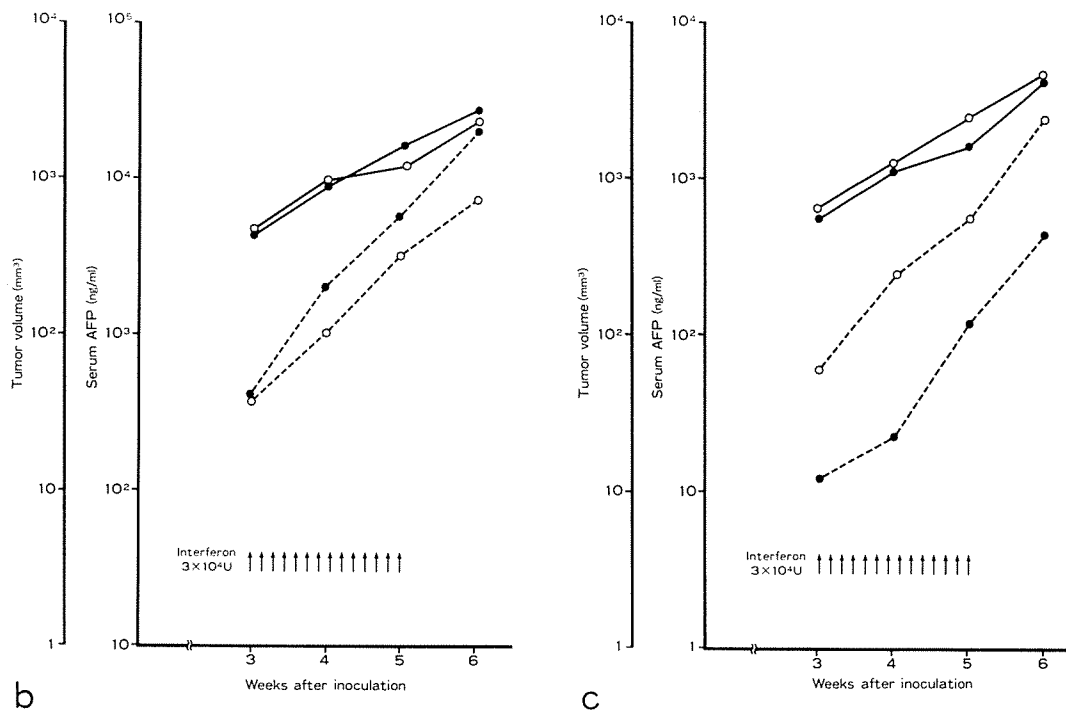 10⁴
10³
10²
10
1
Tumor volume (mm³)
10⁵
10⁴
10³
10²
10
Serum AFP (ng/ml)
Interferon
3×10⁴U
3 4 5 6
Weeks after inoculation
b
10⁴
10³
10²
10
1
Tumor volume (mm³)
10⁴
10³
10²
10
1
Serum AFP (ng/ml)
Interferon
3×10⁴U
3 4 5 6
Weeks after inoculation
c